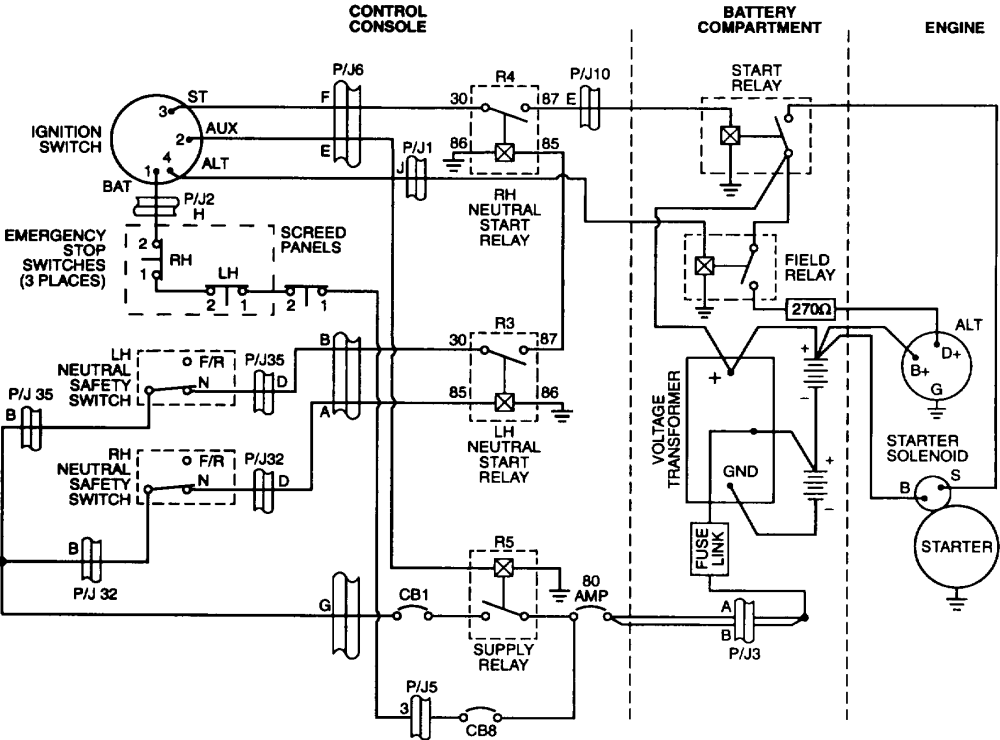 CONTROL
CONSOLE
BATTERY
COMPARTMENT
ENGINE
P/J6
R4
P/J10
START
RELAY
ST
F
30
87
E
3
IGNITION
SWITCH
2
AUX
E
P/J1
86
85
4
ALT
J
1
BAT
P/J2
H
RH
NEUTRAL
START
RELAY
EMERGENCY
STOP
SWITCHES
(3 PLACES)
2
1
RH
SCREED
PANELS
LH
2
1
2
1
FIELD
RELAY
270Ω
R3
B
30
87
ALT
D+
B+
G
LH
NEUTRAL
SAFETY
SWITCH
F/R
N
P/J35
D
P/J 35
B
A
85
86
LH
NEUTRAL
START
RELAY
VOLTAGE
TRANSFORMER
+
+
–
GND
+
–
STARTER
SOLENOID
B
S
STARTER
RH
NEUTRAL
SAFETY
SWITCH
F/R
N
P/J32
D
B
P/J 32
R5
FUSE
LINK
G
CB1
80
AMP
A
B
P/J3
SUPPLY
RELAY
P/J5
3
CB8